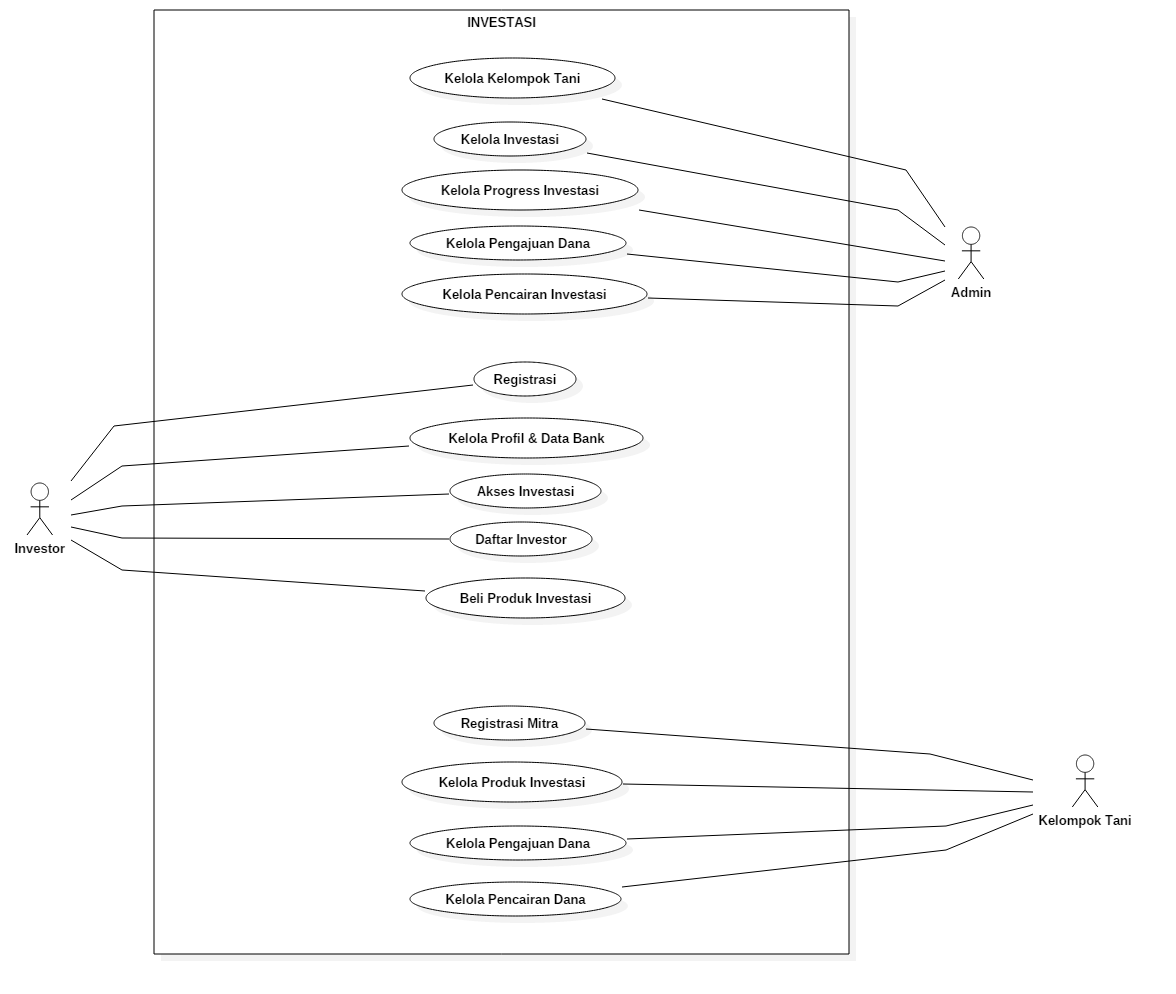 INVESTASI
Kelola Kelompok Tani
Kelola Investasi
Kelola Progress Investasi
Kelola Pengajuan Dana
Kelola Pencairan Investasi
Admin
Registrasi
Kelola Profil & Data Bank
Akses Investasi
Daftar Investor
Investor
Beli Produk Investasi
Registrasi Mitra
Kelola Produk Investasi
Kelompok Tani
Kelola Pengajuan Dana
Kelola Pencairan Dana